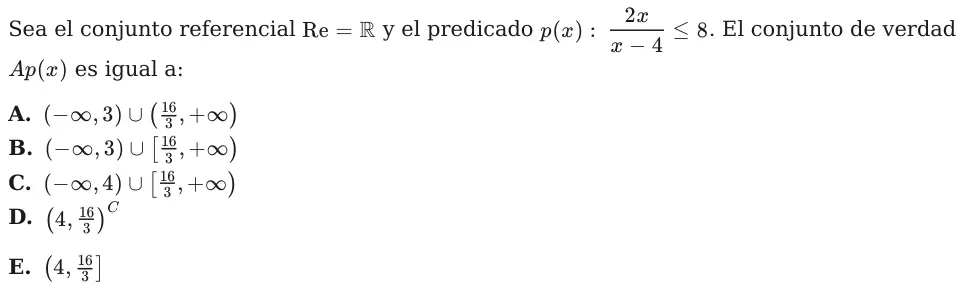 Sea el conjunto referencial Re = ℝ y el predicado p(x) : 2x/(x − 4) ≤ 8. El conjunto de verdad
Ap(x) es igual a:
A. (−∞, 3) ∪ (16/3, +∞)
B. (−∞, 3) ∪ [16/3, +∞)
C. (−∞, 4) ∪ [16/3, +∞)
D. (4, 16/3)^C
E. (4, 16/3]